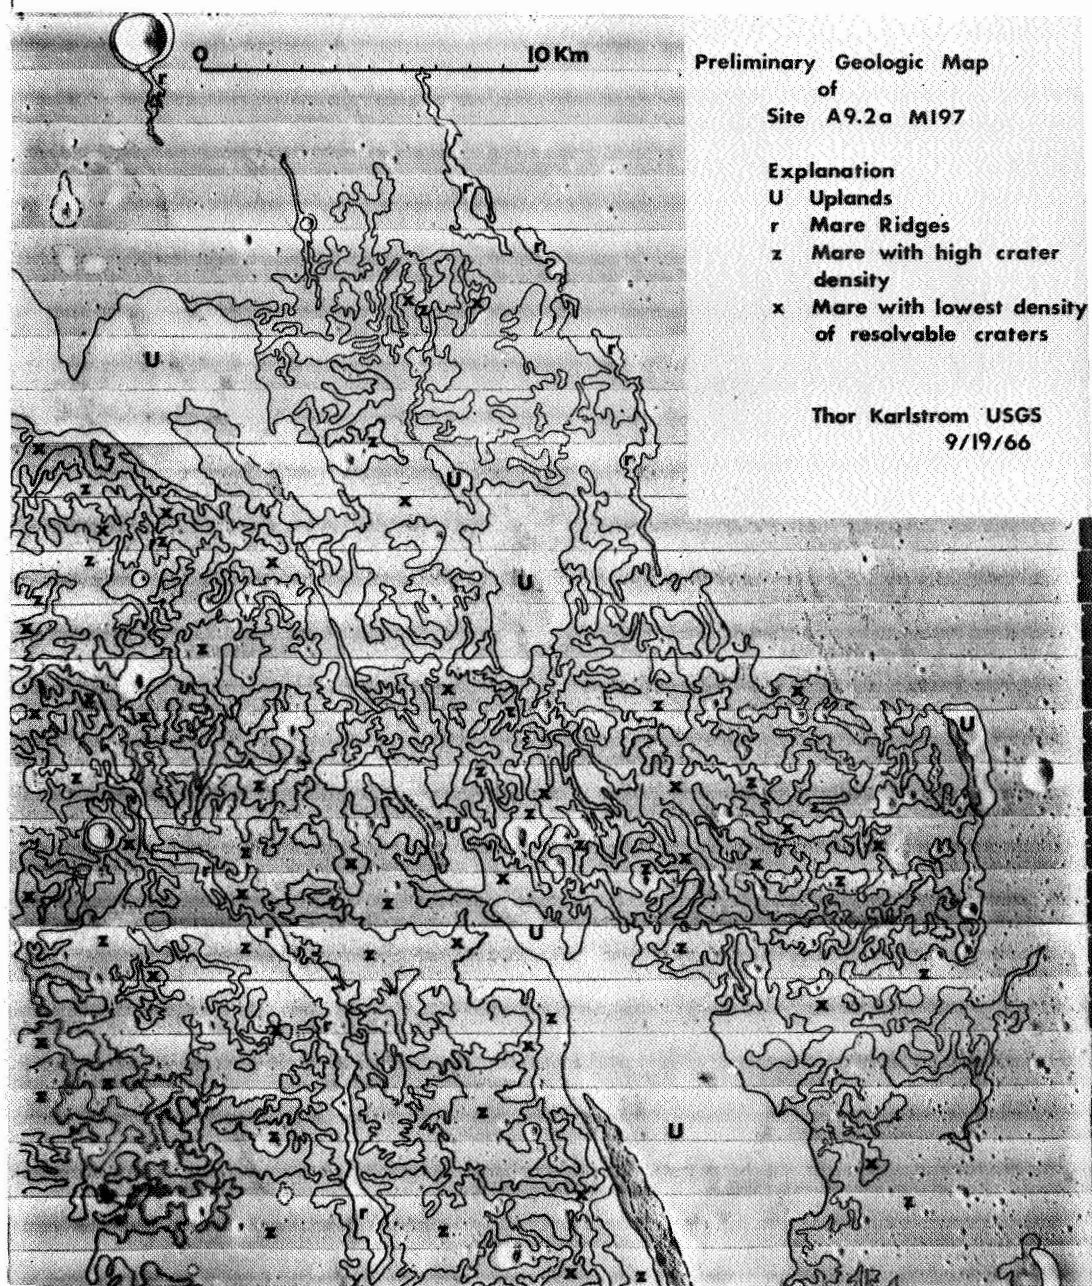 0 10 Km
Preliminary Geologic Map
of
Site A9.2a M197
Explanation
U Uplands
r Mare Ridges
z Mare with high crater
density
x Mare with lowest density
of resolvable craters
Thor Karlstrom USGS
9/19/66
r
r
r
x z x
U
r
z
x
r
U
z
x
x
x
x
z
z
x
U
z
z
x
x
x
z
x
z
x
x
z
U
z
x
z
z
x
z
x
z
U
z
x
x
z
x
z
x
x
z
r
x
x
z
z
x
z
r
U
z
z
x
z
x
z
x
z
x
r
x
x
x
z
x
z
z
U
x
x
x
z
r
z
z
x
z